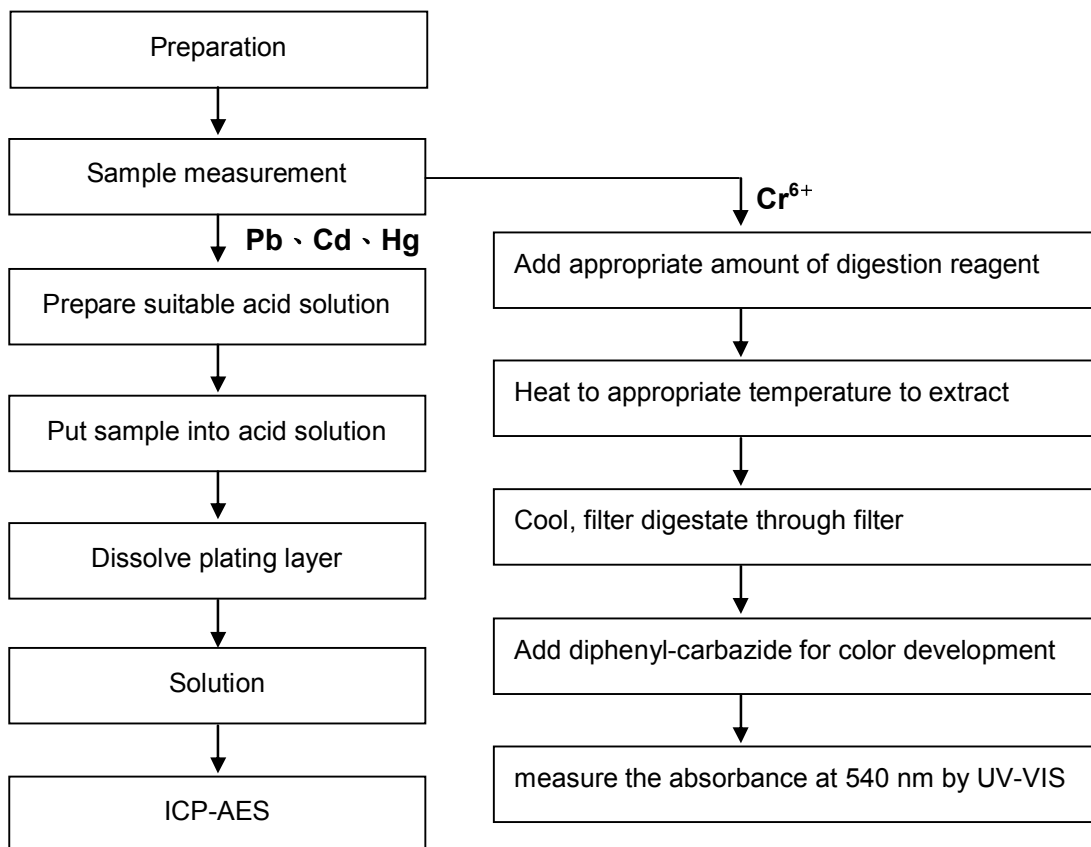 Preparation
Sample measurement
Cr⁶⁺
Pb、Cd、Hg
Prepare suitable acid solution
Put sample into acid solution
Dissolve plating layer
Solution
ICP-AES
Add appropriate amount of digestion reagent
Heat to appropriate temperature to extract
Cool, filter digestate through filter
Add diphenyl-carbazide for color development
measure the absorbance at 540 nm by UV-VIS